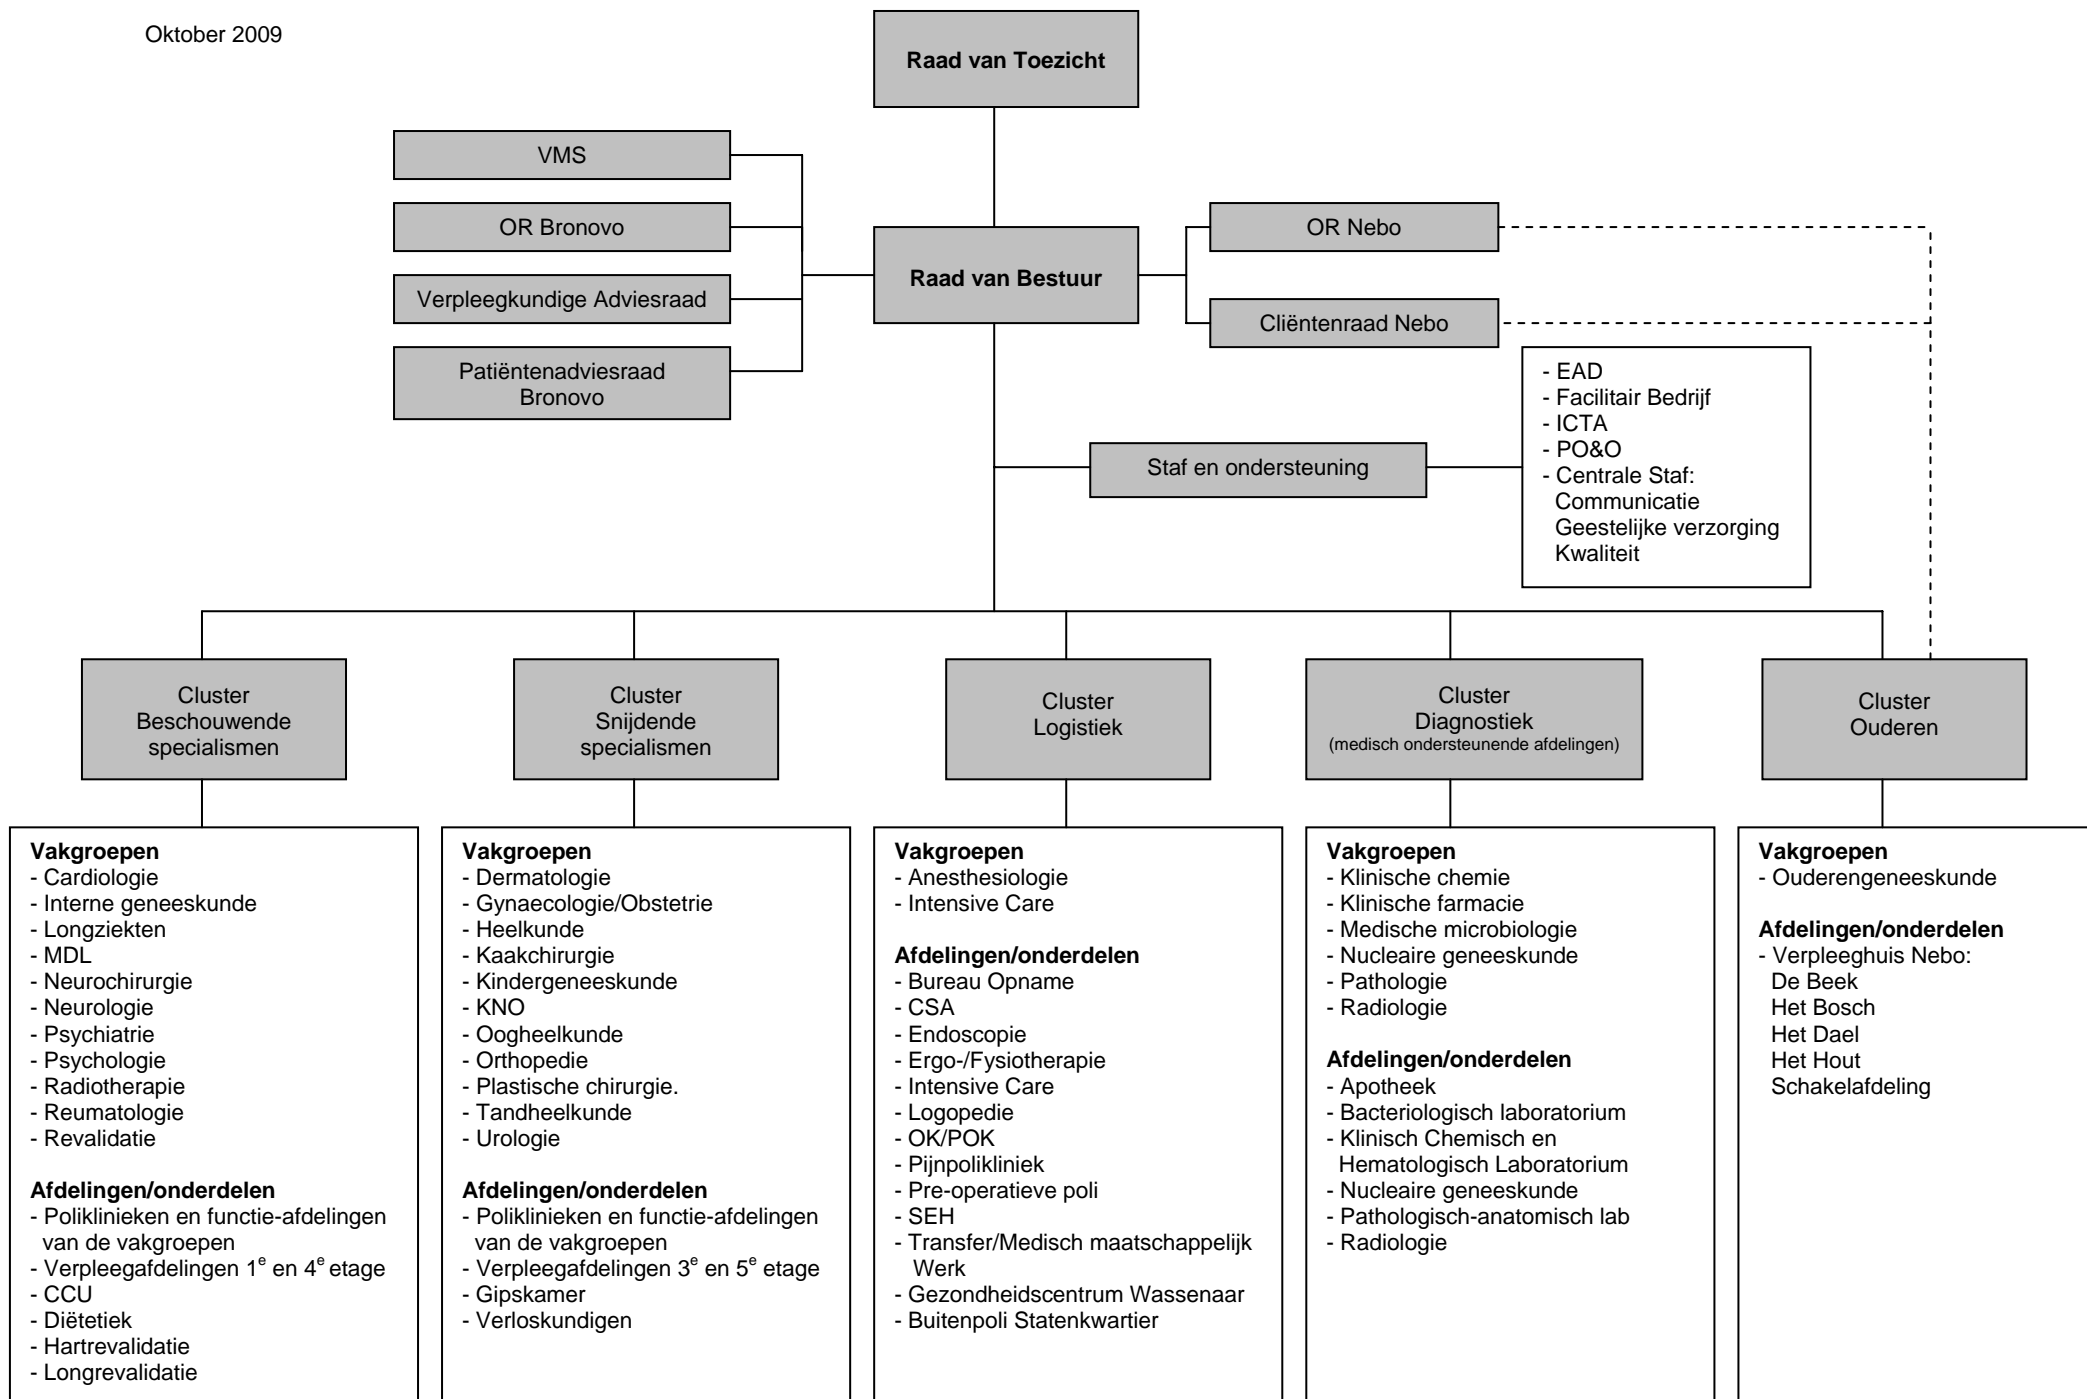 Oktober 2009
Raad van Toezicht
VMS
OR Bronovo
Verpleegkundige Adviesraad
Patiëntenadviesraad
Bronovo
Raad van Bestuur
OR Nebo
Cliëntenraad Nebo
Staf en ondersteuning
- EAD
- Facilitair Bedrijf
- ICTA
- PO&O
- Centrale Staf:
Communicatie
Geestelijke verzorging
Kwaliteit
Cluster
Beschouwende
specialismen
Cluster
Snijdende
specialismen
Cluster
Logistiek
Cluster
Diagnostiek
(medisch ondersteunende afdelingen)
Cluster
Ouderen
Vakgroepen
- Cardiologie
- Interne geneeskunde
- Longziekten
- MDL
- Neurochirurgie
- Neurologie
- Psychiatrie
- Psychologie
- Radiotherapie
- Reumatologie
- Revalidatie
Afdelingen/onderdelen
- Poliklinieken en functie-afdelingen
van de vakgroepen
- Verpleegafdelingen 1e en 4e etage
- CCU
- Diëtetiek
- Hartrevalidatie
- Longrevalidatie
Vakgroepen
- Dermatologie
- Gynaecologie/Obstetrie
- Heelkunde
- Kaakchirurgie
- Kindergeneeskunde
- KNO
- Oogheelkunde
- Orthopedie
- Plastische chirurgie.
- Tandheelkunde
- Urologie
Afdelingen/onderdelen
- Poliklinieken en functie-afdelingen
van de vakgroepen
- Verpleegafdelingen 3e en 5e etage
- Gipskamer
- Verloskundigen
Vakgroepen
- Anesthesiologie
- Intensive Care
Afdelingen/onderdelen
- Bureau Opname
- CSA
- Endoscopie
- Ergo-/Fysiotherapie
- Intensive Care
- Logopedie
- OK/POK
- Pijnpolikliniek
- Pre-operatieve poli
- SEH
- Transfer/Medisch maatschappelijk
Werk
- Gezondheidscentrum Wassenaar
- Buitenpoli Statenkwartier
Vakgroepen
- Klinische chemie
- Klinische farmacie
- Medische microbiologie
- Nucleaire geneeskunde
- Pathologie
- Radiologie
Afdelingen/onderdelen
- Apotheek
- Bacteriologisch laboratorium
- Klinisch Chemisch en
Hematologisch Laboratorium
- Nucleaire geneeskunde
- Pathologisch-anatomisch lab
- Radiologie
Vakgroepen
- Ouderengeneeskunde
Afdelingen/onderdelen
- Verpleeghuis Nebo:
De Beek
Het Bosch
Het Dael
Het Hout
Schakelafdeling